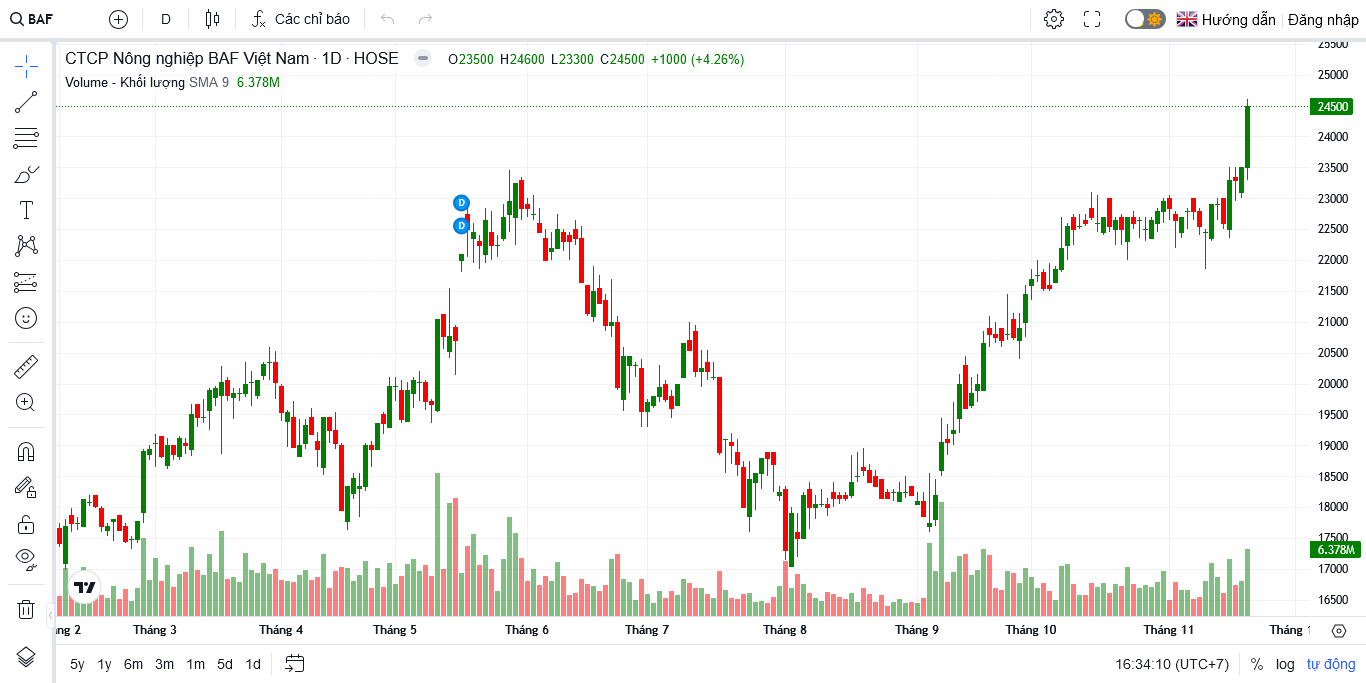 BAF
D
Các chỉ báo
Hướng dẫn
Đăng nhập
CTCP Nông nghiệp BAF Việt Nam · 1D · HOSE
O23500 H24600 L23300 C24500 +1000 (+4.26%)
Volume - Khối lượng SMA 9 6.378M
25500
25000
24500
24000
23500
23000
22500
22000
21500
21000
20500
20000
19500
19000
18500
18000
17500
6.378M
17000
16500
D
D
T
Tháng 3
Tháng 4
Tháng 5
Tháng 6
Tháng 7
Tháng 8
Tháng 9
Tháng 10
Tháng 11
5y 1y 6m 3m 1m 5d 1d
16:34:10 (UTC+7)
% log tự động